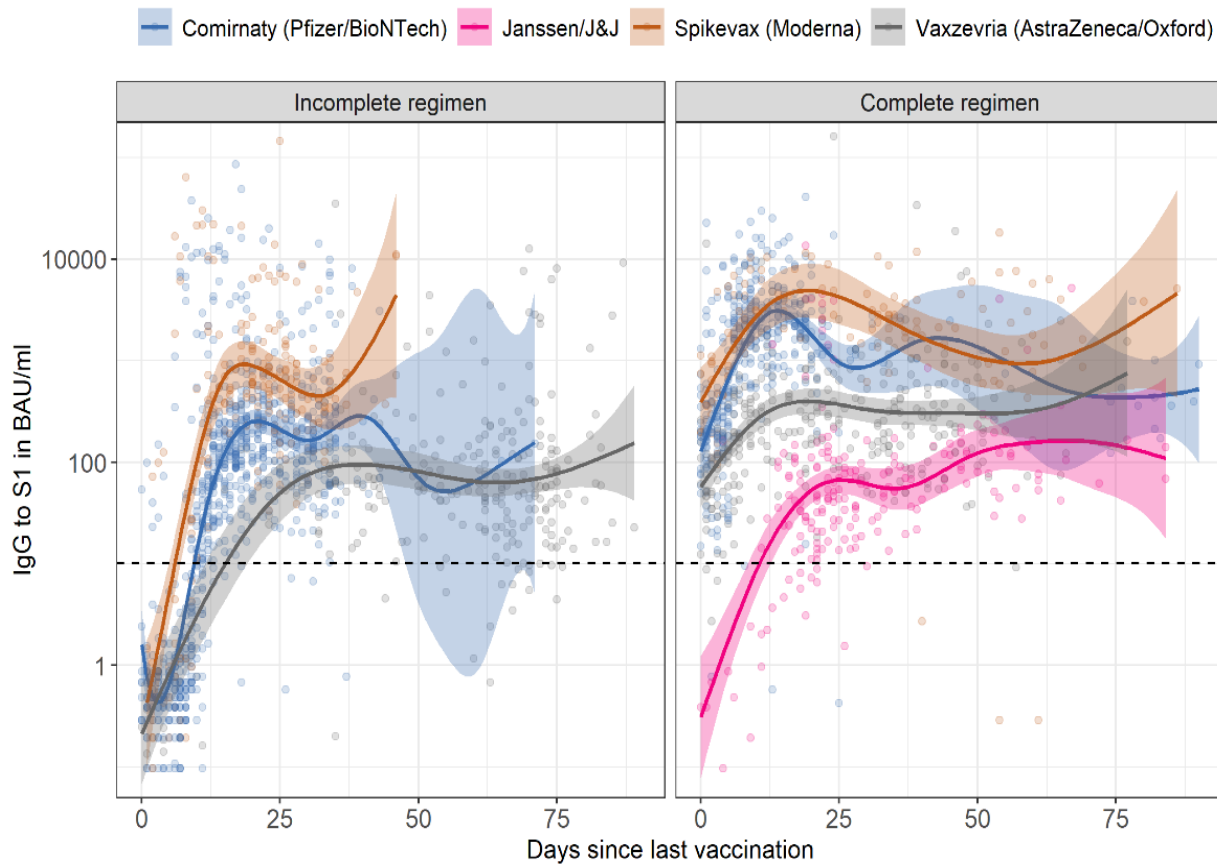 Comirnaty (Pfizer/BioNTech) Janssen/J&J Spikevax (Moderna) Vaxzevria (AstraZeneca/Oxford)
Incomplete regimen Complete regimen
IgG to S1 in BAU/ml
10000
100
1
0 25 50 75 0 25 50 75
Days since last vaccination